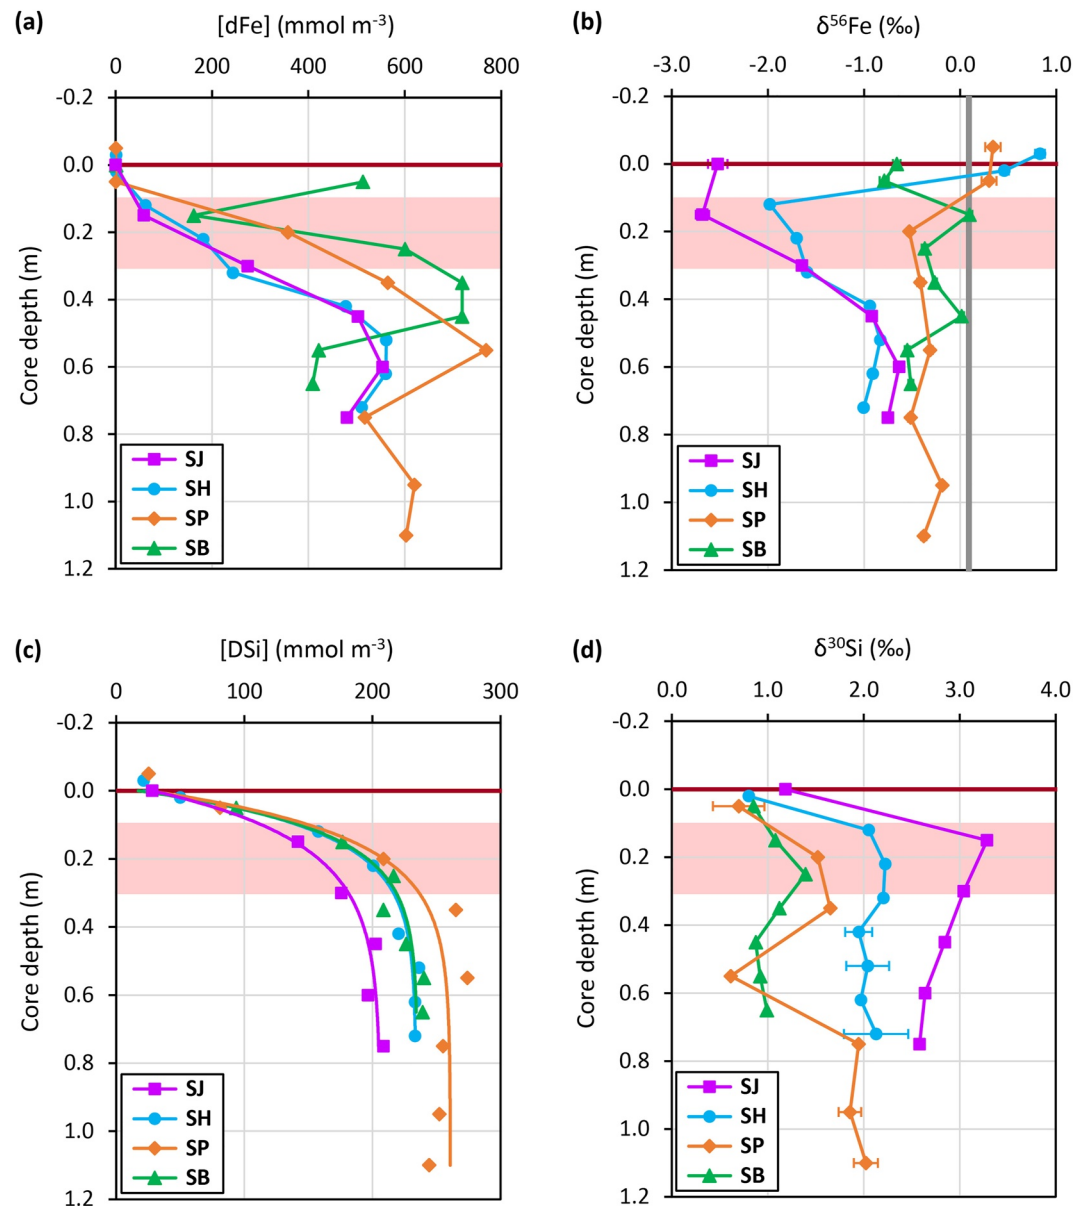 (a)
[dFe] (mmol m⁻³)
0 200 400 600 800
-0.2
0.0
0.2
0.4
0.6
0.8
1.0
1.2
Core depth (m)
SJ
SH
SP
SB
(b)
δ⁵⁶Fe (‰)
-3.0 -2.0 -1.0 0.0 1.0
-0.2
0.0
0.2
0.4
0.6
0.8
1.0
1.2
Core depth (m)
SJ
SH
SP
SB
(c)
[DSi] (mmol m⁻³)
0 100 200 300
-0.2
0.0
0.2
0.4
0.6
0.8
1.0
1.2
Core depth (m)
SJ
SH
SP
SB
(d)
δ³⁰Si (‰)
0.0 1.0 2.0 3.0 4.0
-0.2
0.0
0.2
0.4
0.6
0.8
1.0
1.2
Core depth (m)
SJ
SH
SP
SB